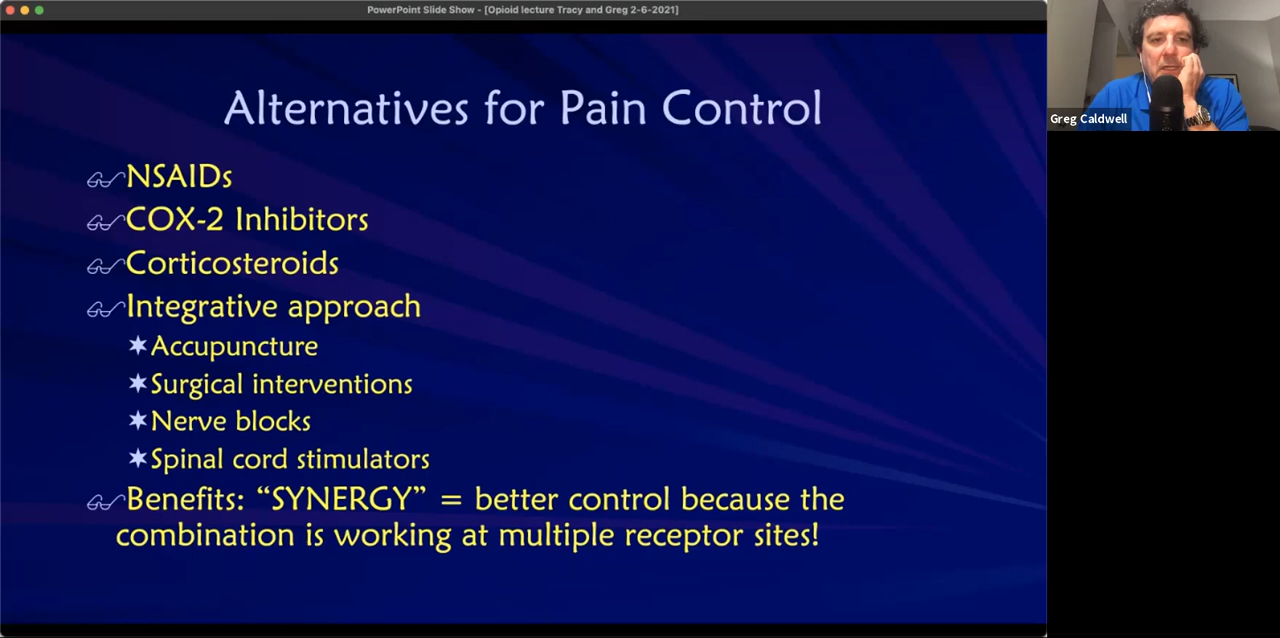 PowerPoint Slide Show - [Opioid lecture Tracy and Greg 2-6-2021]
Alternatives for Pain Control
NSAIDs
COX-2 Inhibitors
Corticosteroids
Integrative approach
Accupuncture
Surgical interventions
Nerve blocks
Spinal cord stimulators
Benefits: “SYNERGY” = better control because the
combination is working at multiple receptor sites!
Greg Caldwell